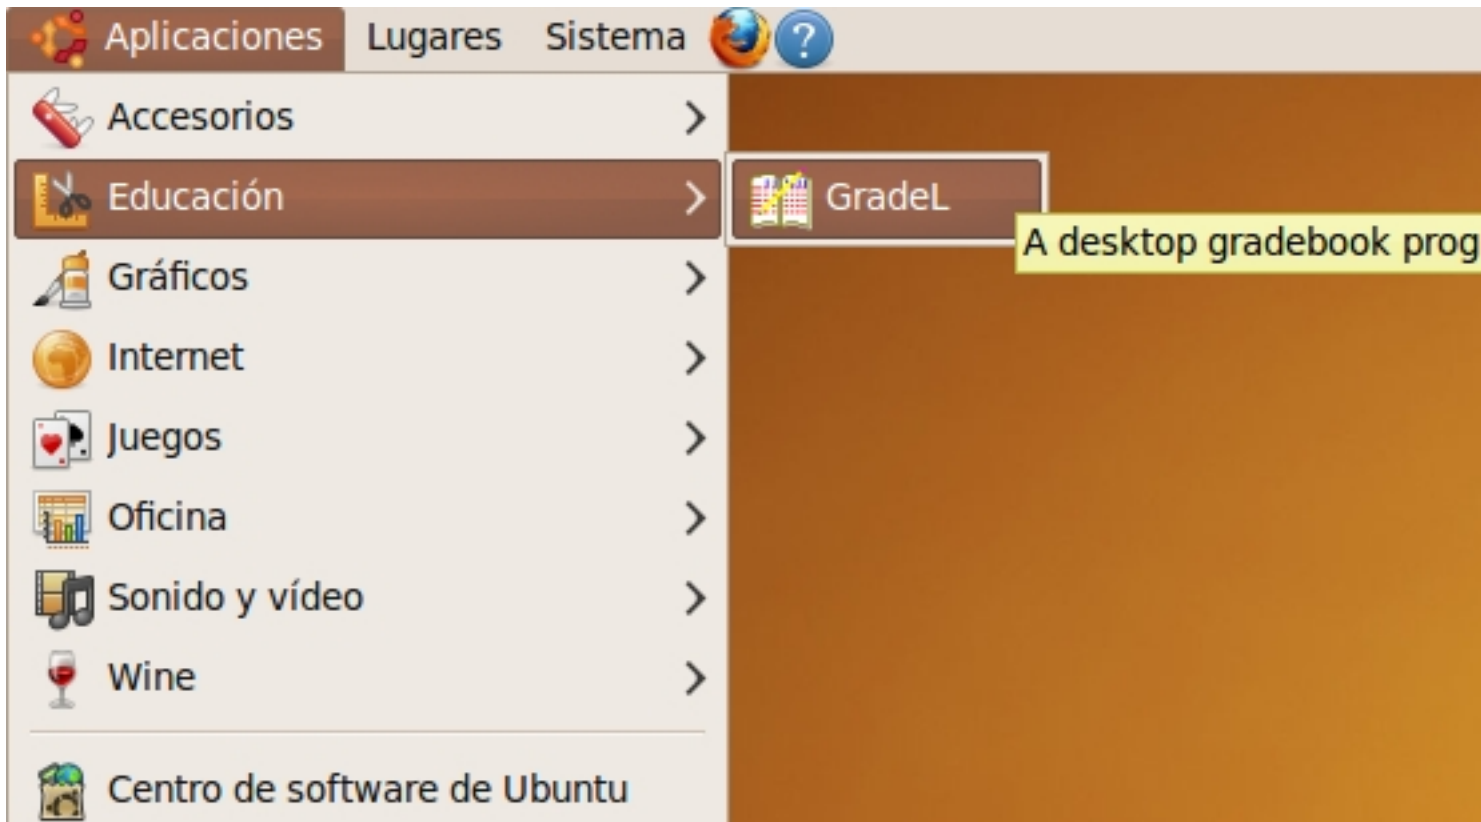 Aplicaciones Lugares Sistema ?
Accesorios
Educación
GradeL
A desktop gradebook prog
Gráficos
Internet
Juegos
Oficina
Sonido y vídeo
Wine
Centro de software de Ubuntu